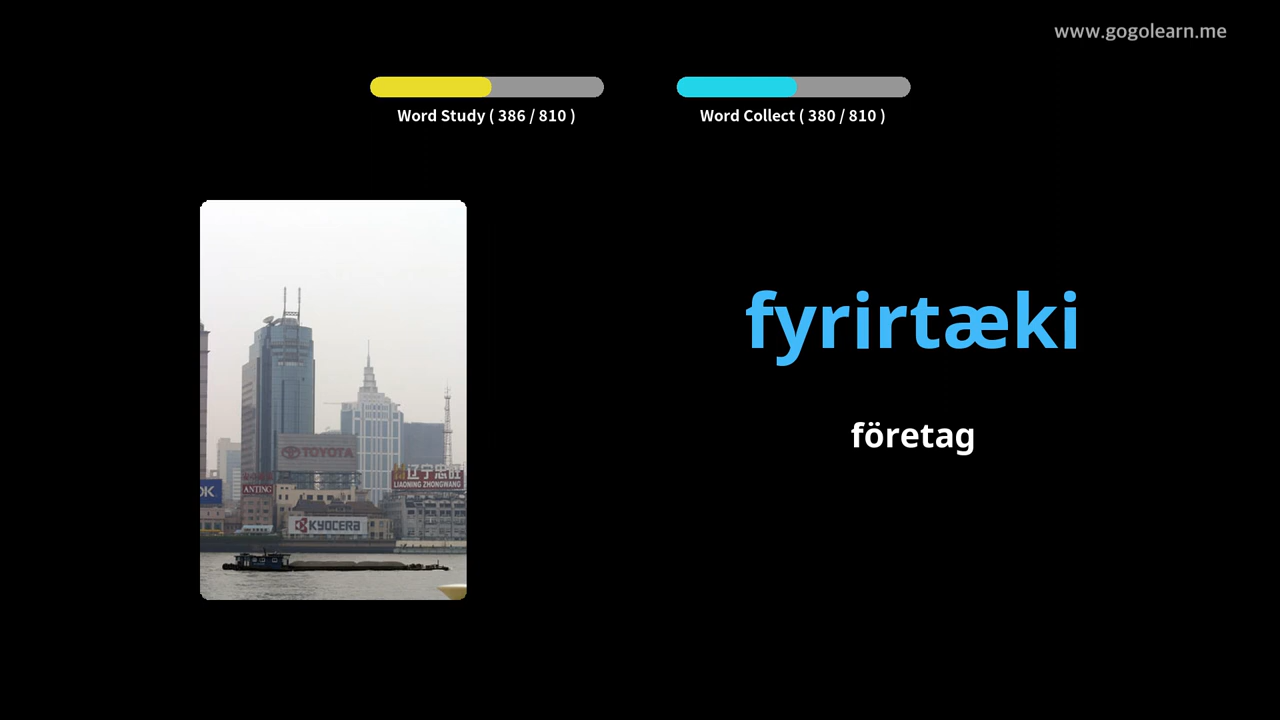 www.gogolearn.me
Word Study ( 386 / 810 )
Word Collect ( 380 / 810 )
fyrirtæki
företag
TOYOTA
OK
ANTING
辽宁忠旺
LIAONING ZHONGWANG
KYOCERA